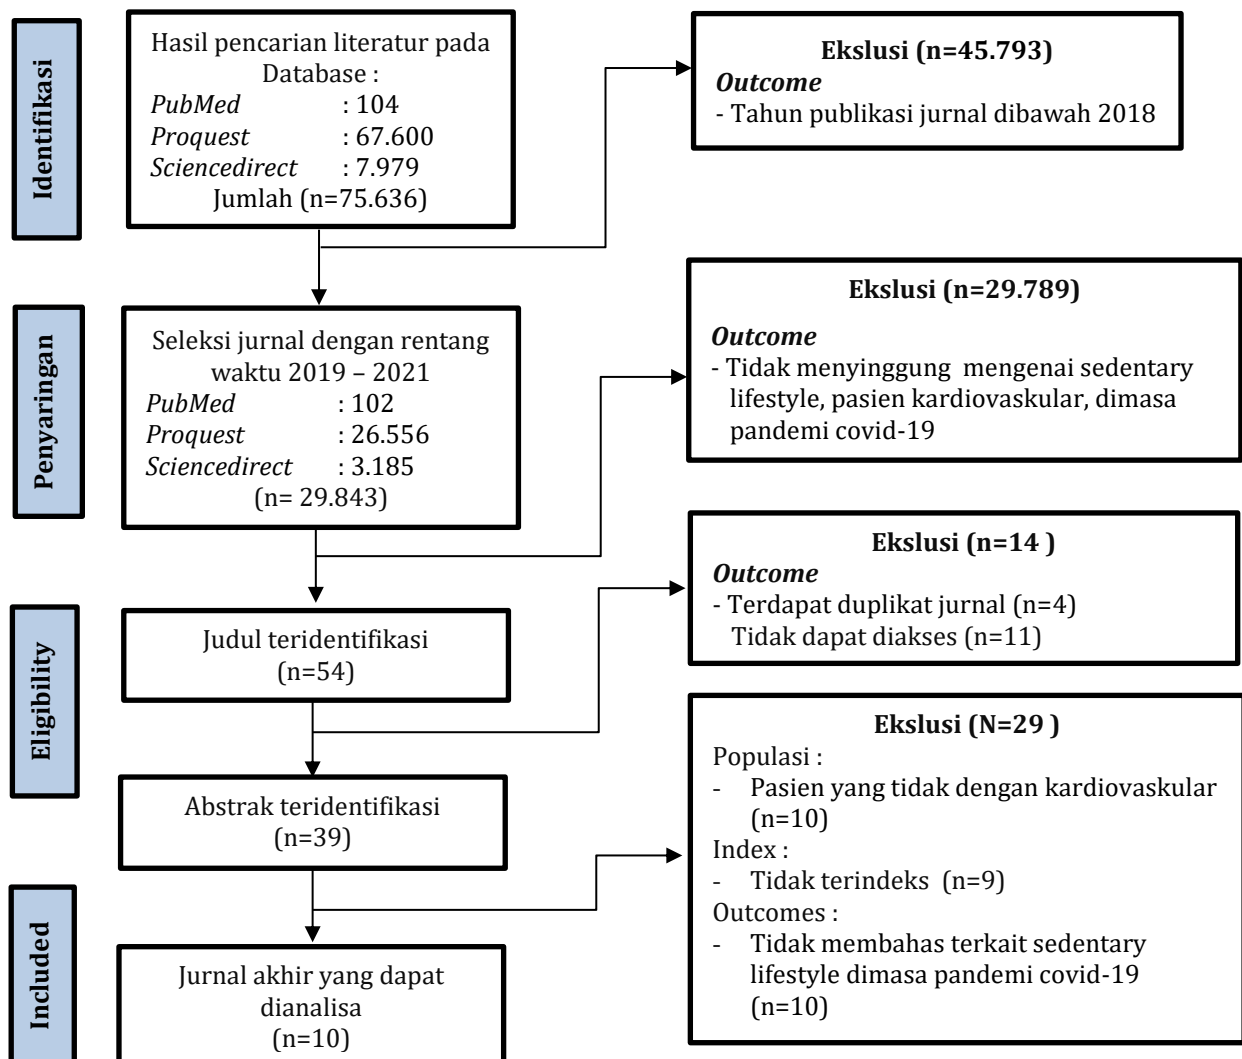 Identifikasi
Hasil pencarian literatur pada
Database :
PubMed : 104
Proquest : 67.600
Sciencedirect : 7.979
Jumlah (n=75.636)
Ekslusi (n=45.793)
Outcome
- Tahun publikasi jurnal dibawah 2018
Penyaringan
Seleksi jurnal dengan rentang
waktu 2019 – 2021
PubMed : 102
Proquest : 26.556
Sciencedirect : 3.185
(n= 29.843)
Ekslusi (n=29.789)
Outcome
- Tidak menyinggung mengenai sedentary
lifestyle, pasien kardiovaskular, dimasa
pandemi covid-19
Eligibility
Judul teridentifikasi
(n=54)
Ekslusi (n=14 )
Outcome
- Terdapat duplikat jurnal (n=4)
Tidak dapat diakses (n=11)
Abstrak teridentifikasi
(n=39)
Ekslusi (N=29 )
Populasi :
- Pasien yang tidak dengan kardiovaskular
(n=10)
Index :
- Tidak terindeks (n=9)
Outcomes :
- Tidak membahas terkait sedentary
lifestyle dimasa pandemi covid-19
(n=10)
Included
Jurnal akhir yang dapat
dianalisa
(n=10)